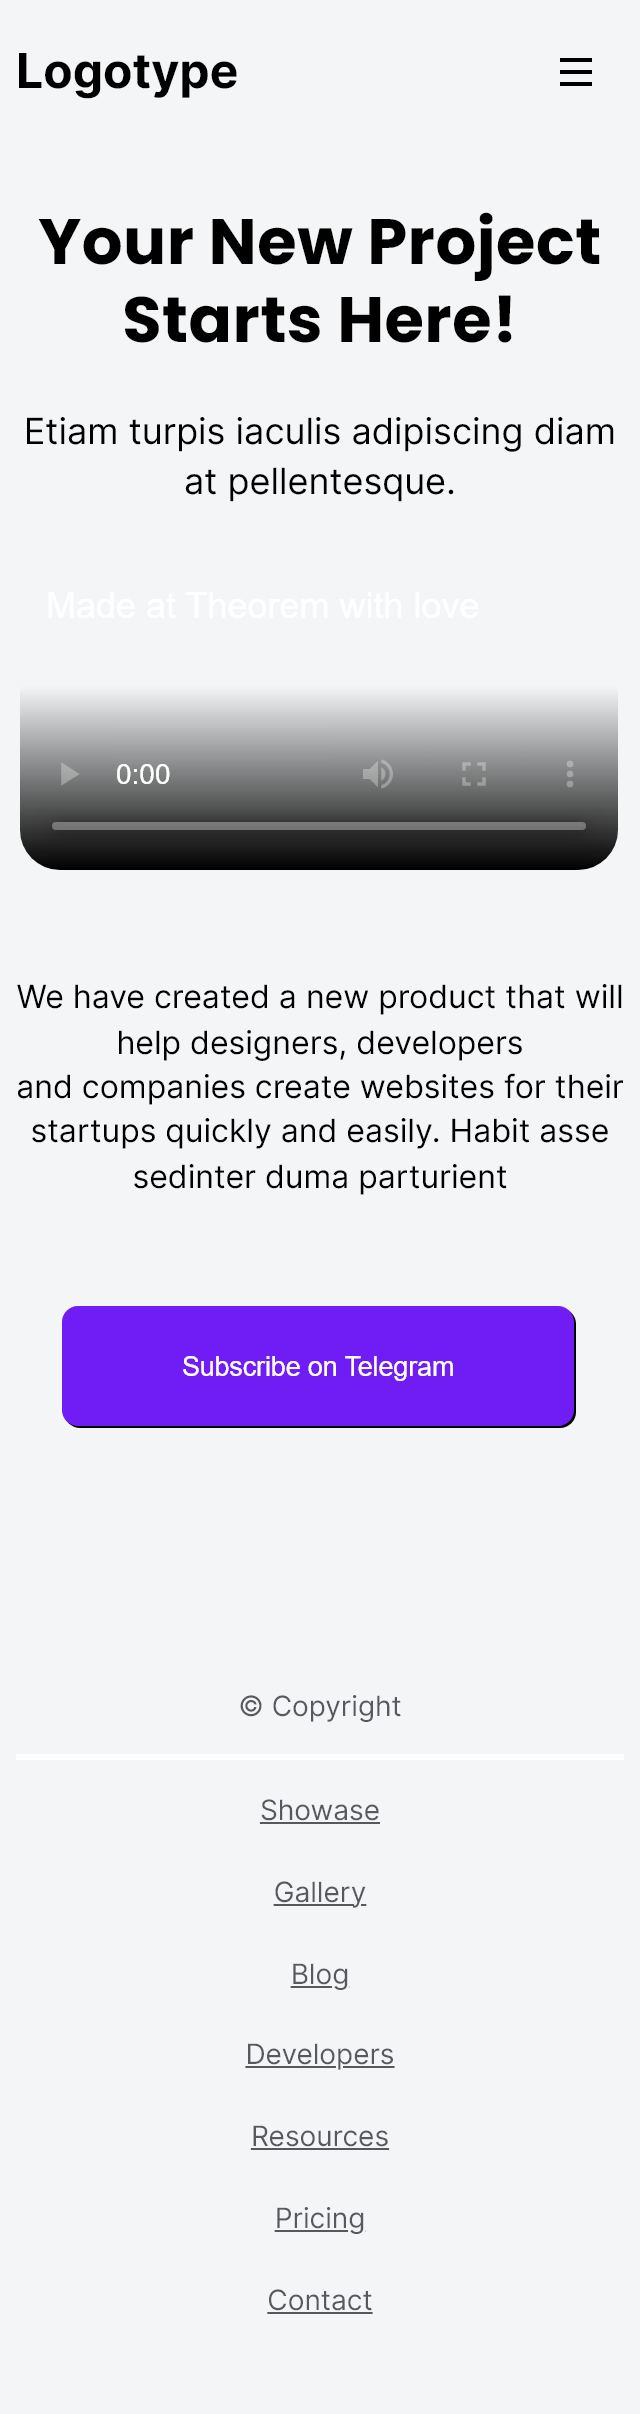 Logotype
Your New Project
Starts Here!
Etiam turpis iaculis adipiscing diam
at pellentesque.
Made at Theorem with love
0:00
We have created a new product that will
help designers, developers
and companies create websites for their
startups quickly and easily. Habit asse
sedinter duma parturient
Subscribe on Telegram
© Copyright
Showase
Gallery
Blog
Developers
Resources
Pricing
Contact